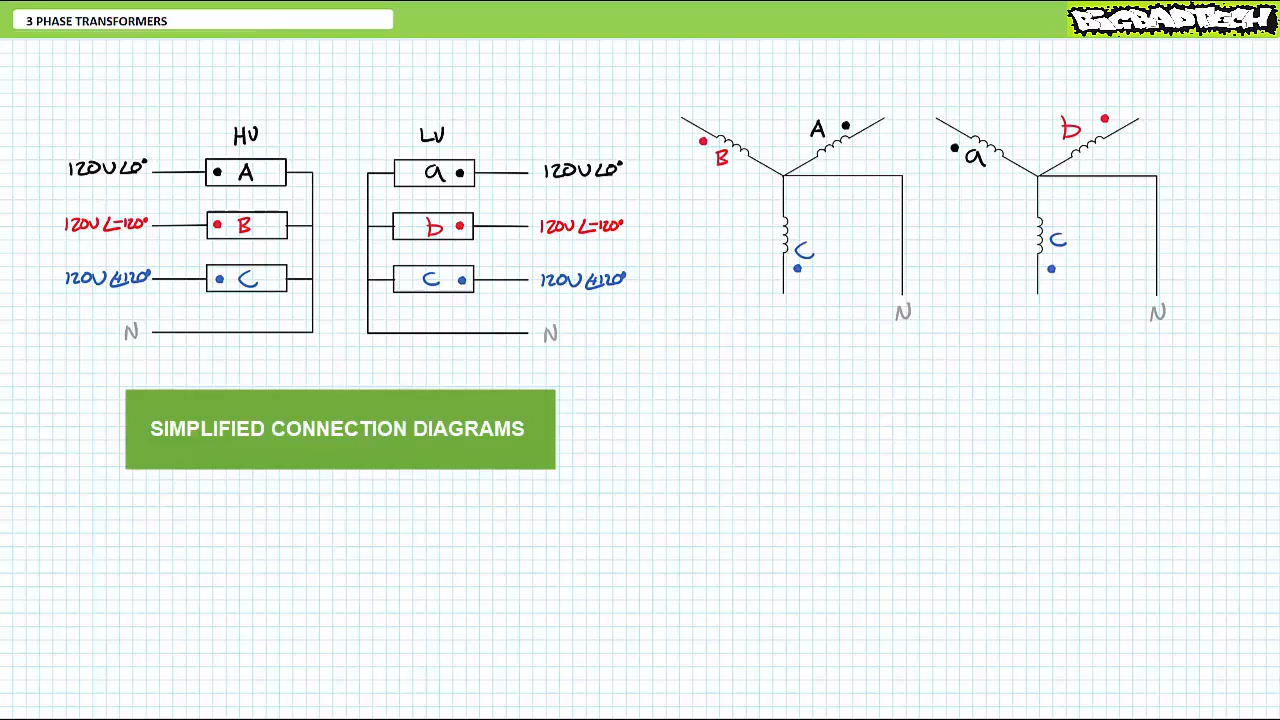 3 PHASE TRANSFORMERS
BIGBADTECH
HV
LV
120V∠0°
A
a
120V∠0°
120V∠-120°
B
b
120V∠-120°
120V∠+120°
C
c
120V∠+120°
N
N
B
A
C
N
a
b
c
N
SIMPLIFIED CONNECTION DIAGRAMS